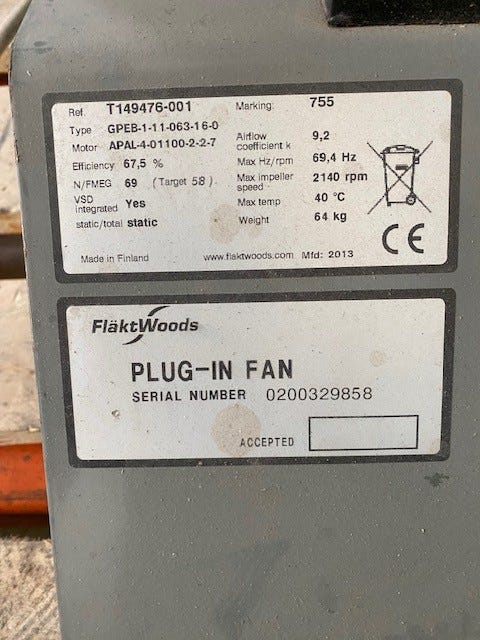 Ref. T149476-001 Marking: 755
Type GPEB-1-11-063-16-0
Motor APAL-4-01100-2-2-7
Airflow coefficient k 9,2
Efficiency 67,5 %
Max Hz/rpm 69,4 Hz
N/FMEG 69 (Target 58)
Max impeller speed 2140 rpm
VSD integrated Yes
Max temp 40 °C
static/total static
Weight 64 kg
Made in Finland www.flaktwoods.com Mfd: 2013
CE
FläktWoods
PLUG-IN FAN
SERIAL NUMBER 0200329858
ACCEPTED